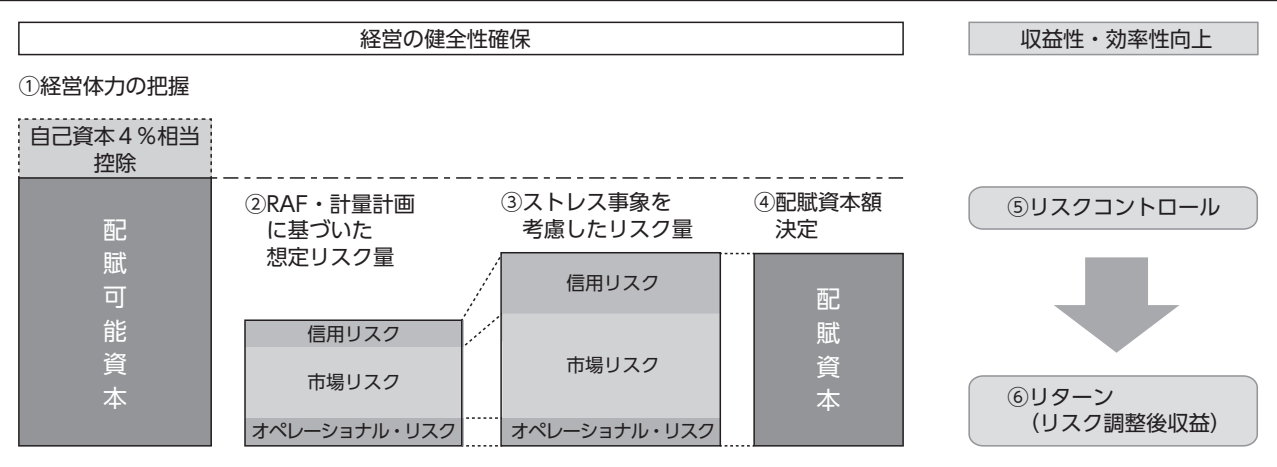 経営の健全性確保
収益性・効率性向上
①経営体力の把握
自己資本4%相当
控除
配賦可能資本
②RAF・計量計画
に基づいた
想定リスク量
信用リスク
市場リスク
オペレーショナル・リスク
③ストレス事象を
考慮したリスク量
信用リスク
市場リスク
オペレーショナル・リスク
④配賦資本額
決定
配賦資本
⑤リスクコントロール
⑥リターン
(リスク調整後収益)